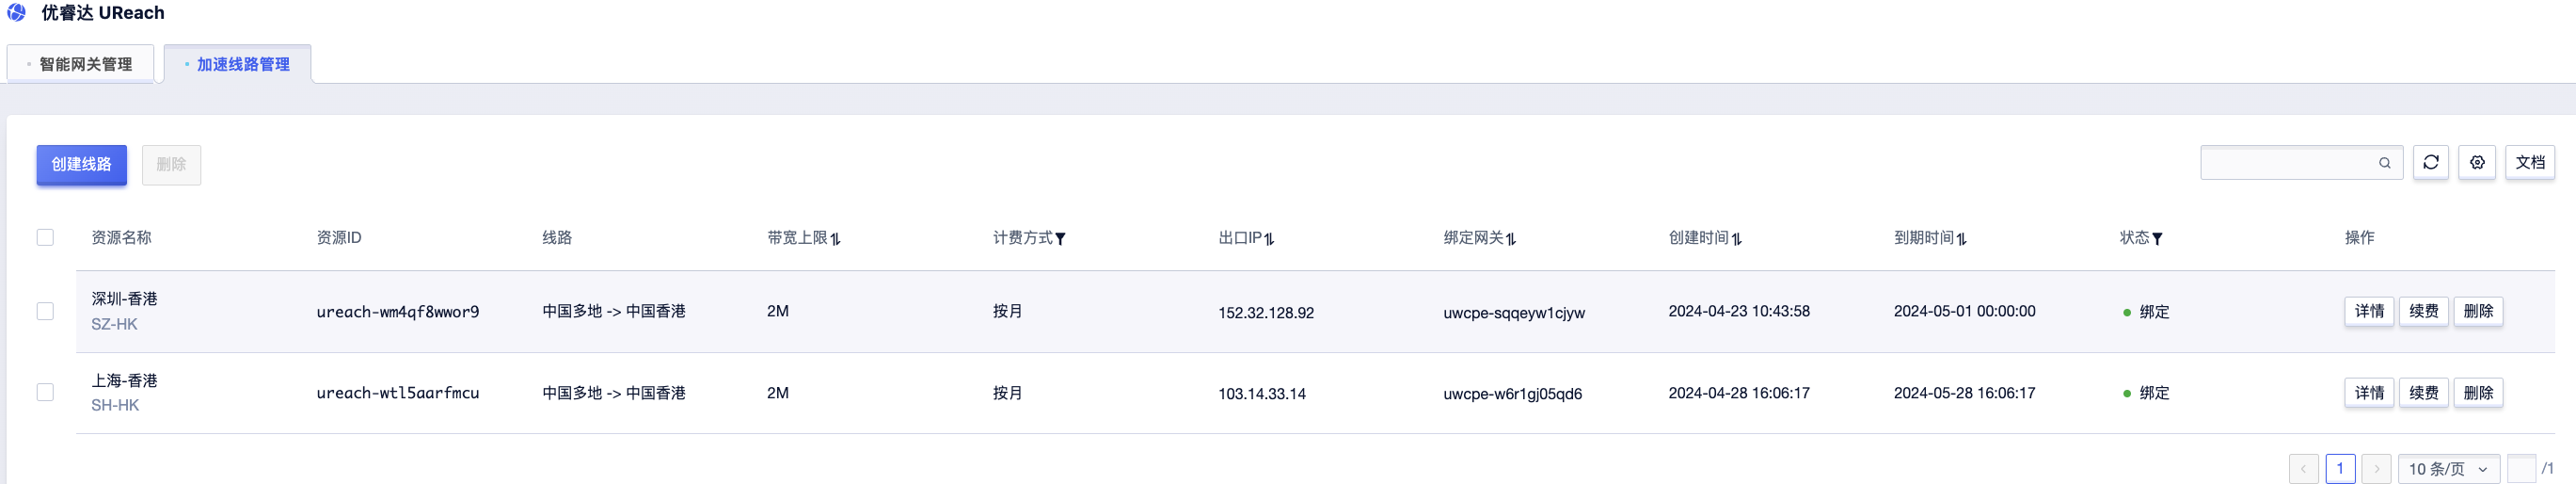 优睿达 UReach
智能网关管理 加速线路管理
创建线路 删除 文档
资源名称 资源ID 线路 带宽上限 计费方式 出口IP 绑定网关 创建时间 到期时间 状态 操作
深圳-香港
SZ-HK
ureach-wm4qf8wwor9 中国多地 -> 中国香港 2M 按月 152.32.128.92 uwcpe-sqqeyw1cjyw 2024-04-23 10:43:58 2024-05-01 00:00:00 绑定 详情 续费 删除
上海-香港
SH-HK
ureach-wtl5aarfmcu 中国多地 -> 中国香港 2M 按月 103.14.33.14 uwcpe-w6r1gj05qd6 2024-04-28 16:06:17 2024-05-28 16:06:17 绑定 详情 续费 删除
1 10 条/页 /1